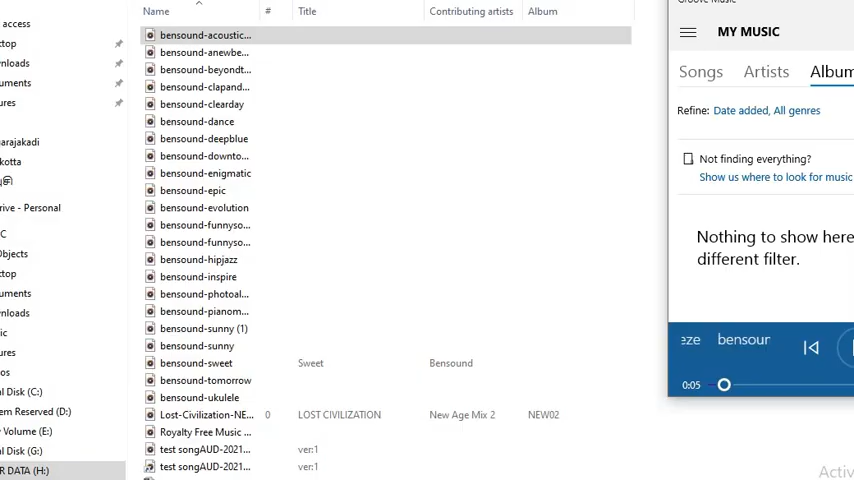 Name # Title Contributing artists Album
access
top
nloads
uments
ures
arajakadi
kotta
rive - Personal
C
Objects
top
uments
nloads
ic
ures
os
l Disk (C:)
em Reserved (D:)
Volume (E:)
l Disk (G:)
R DATA (H:)
bensound-acoustic...
bensound-anewbe...
bensound-beyondt...
bensound-clapand...
bensound-clearday
bensound-dance
bensound-deepblue
bensound-downto...
bensound-enigmatic
bensound-epic
bensound-evolution
bensound-funnyso...
bensound-funnyso...
bensound-hipjazz
bensound-inspire
bensound-photoal...
bensound-pianom...
bensound-sunny (1)
bensound-sunny
bensound-sweet Sweet Bensound
bensound-tomorrow
bensound-ukulele
Lost-Civilization-NE... 0 LOST CIVILIZATION New Age Mix 2 NEW02
Royalty Free Music ...
test songAUD-2021... ver:1
test songAUD-2021... ver:1
Groove Music
MY MUSIC
Songs Artists Album
Refine: Date added, All genres
Not finding everything?
Show us where to look for music
Nothing to show here
different filter.
eze bensour
0:05
Activ